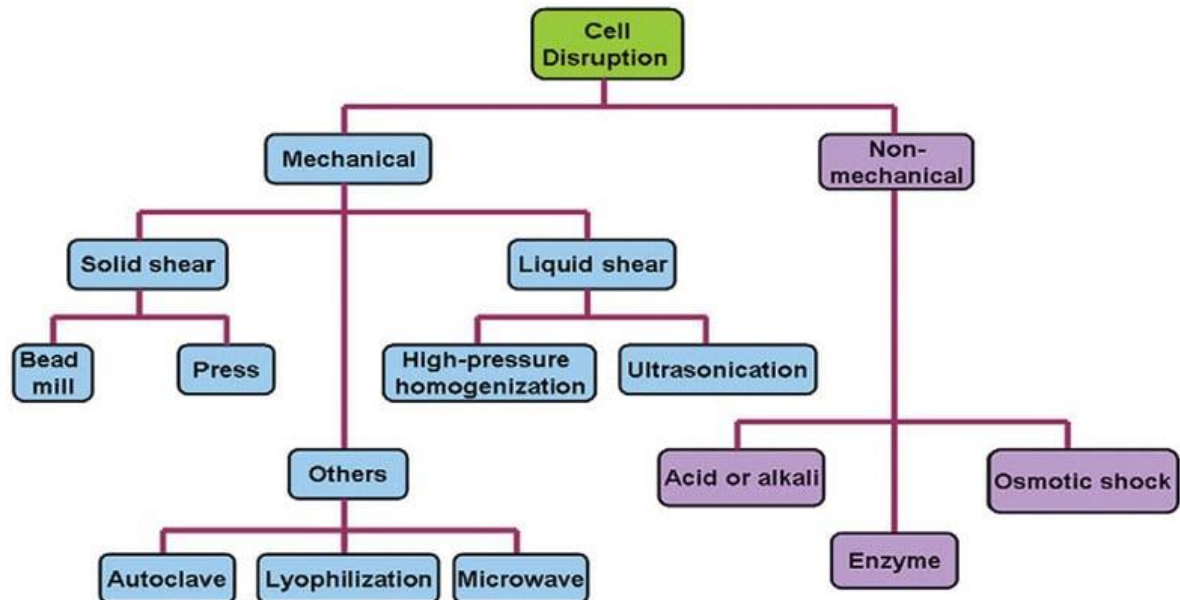 Cell
Disruption
Mechanical
Non-
mechanical
Solid shear
Liquid shear
Bead
mill
Press
HIgh-pressure
homogenization
Ultrasonication
Others
Acid or alkali
Osmotic shock
Enzyme
Autoclave
Lyophilization
Microwave